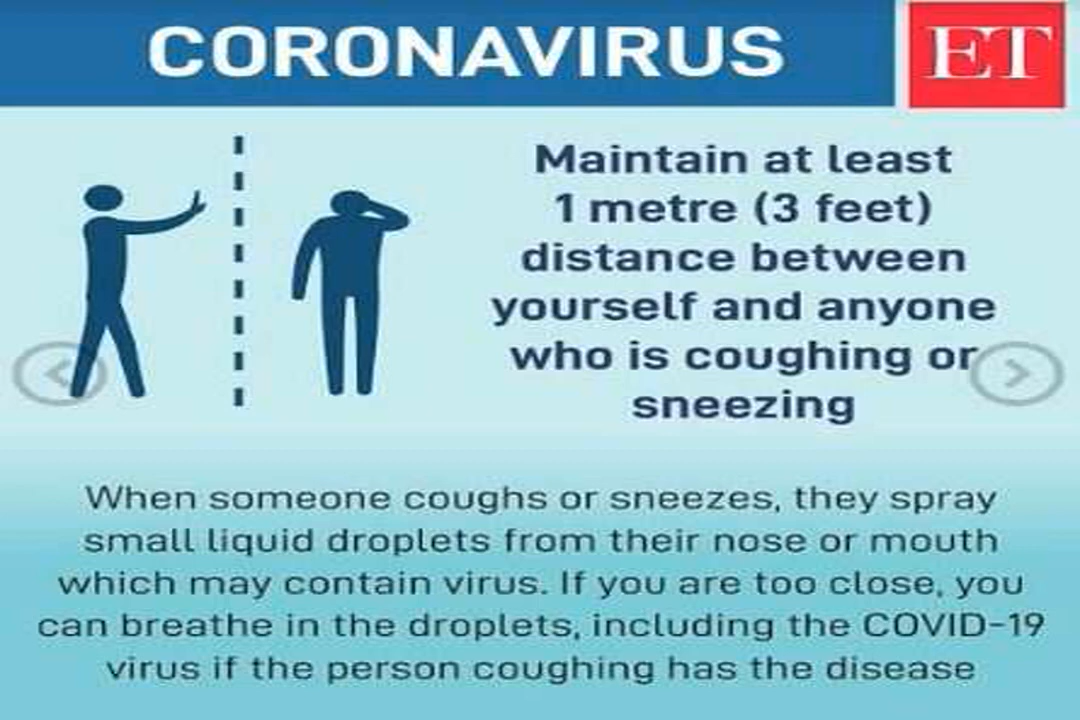 CORONAVIRUS
ET
Maintain at least
1 metre (3 feet)
distance between
yourself and anyone
who is coughing or
sneezing
When someone coughs or sneezes, they spray
small liquid droplets from their nose or mouth
which may contain virus. If you are too close, you
can breathe in the droplets, including the COVID-19
virus if the person coughing has the disease